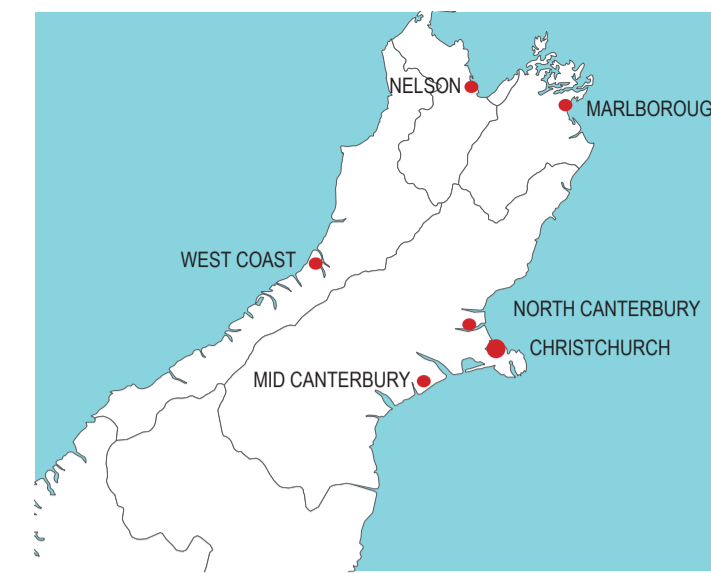 NELSON
MARLBOROUG
WEST COAST
NORTH CANTERBURY
CHRISTCHURCH
MID CANTERBURY